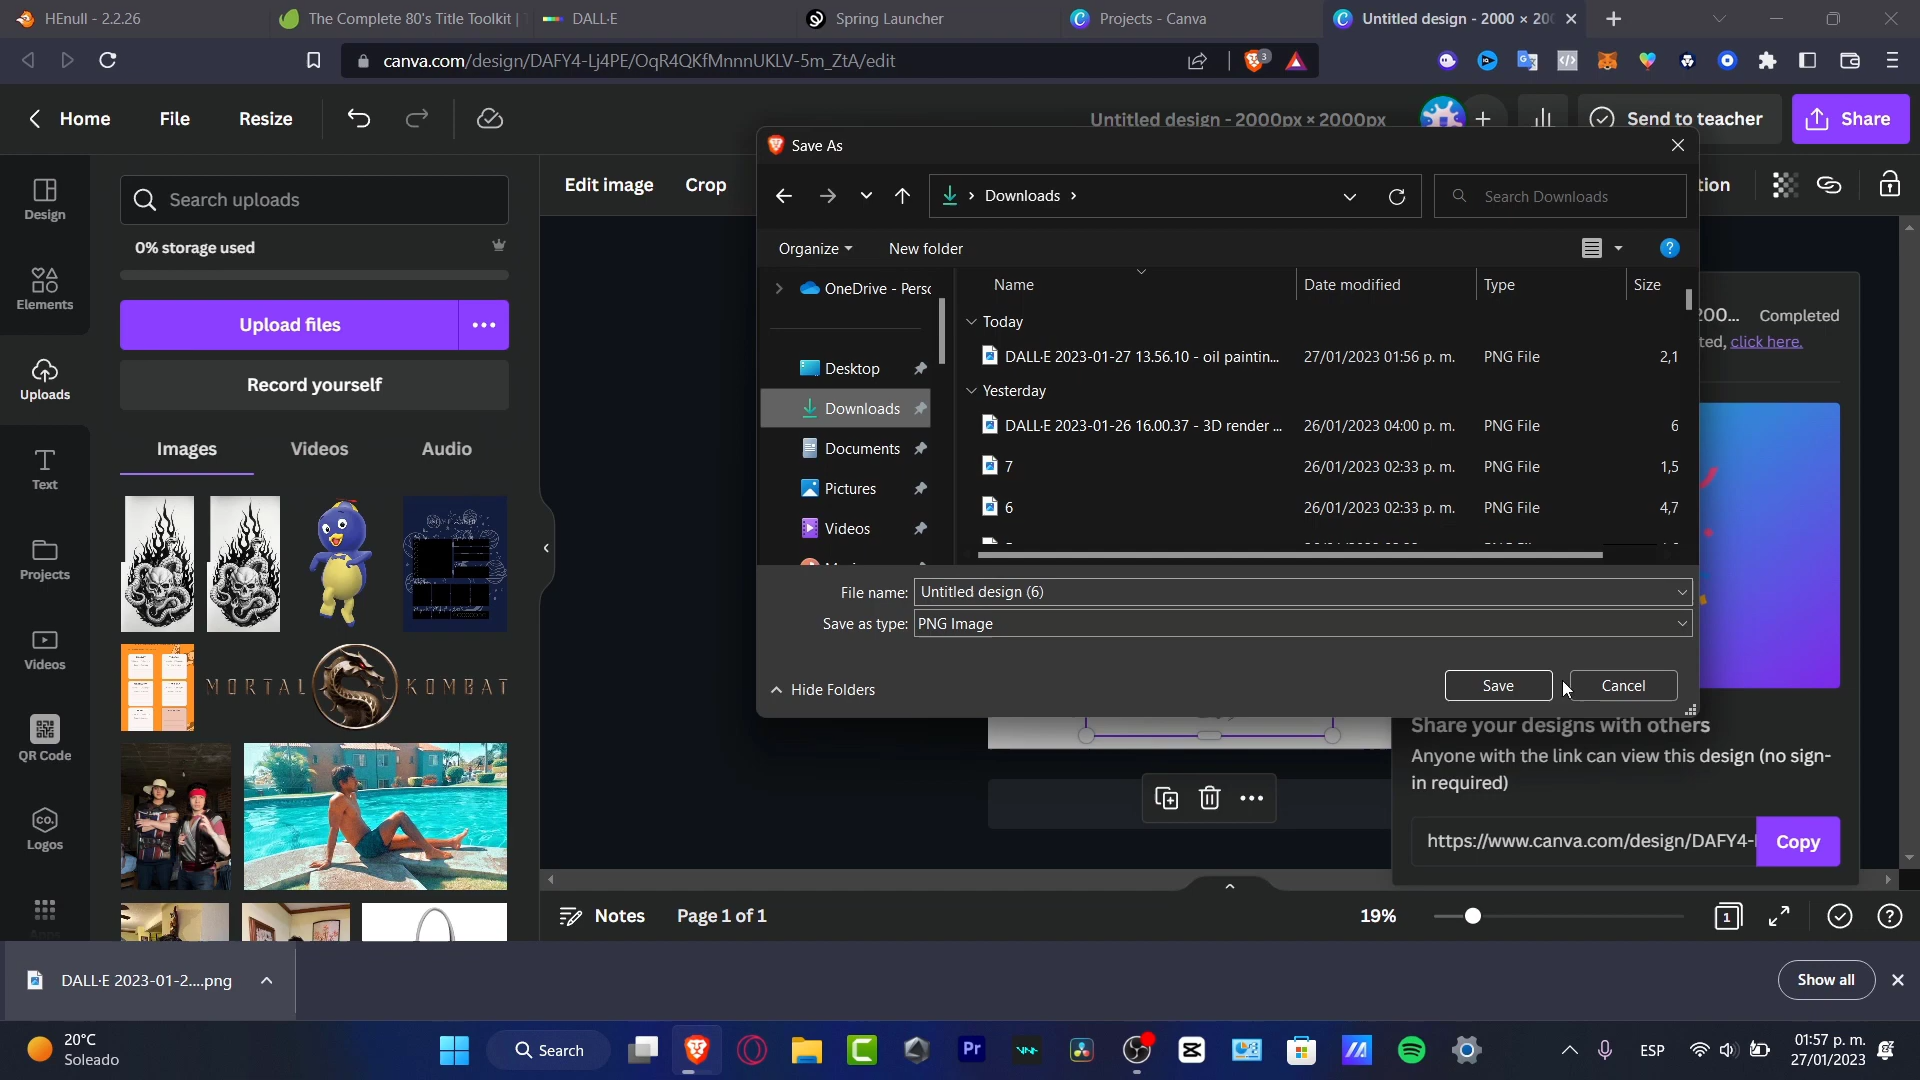 HEnull - 2.2.26
The Complete 80's Title Toolkit |
DALL·E
Spring Launcher
Projects - Canva
Untitled design - 2000 × 200
canva.com/design/DAFY4-Lj4PE/OqR4QKfMnnnUKLV-5m_ZtA/edit
3
Home
File
Resize
Untitled design - 2000px × 2000px
Send to teacher
Share
Design
Elements
Uploads
Text
Projects
Videos
QR Code
CO.
Logos
Apps
Search uploads
0% storage used
Upload files
Record yourself
Images
Videos
Audio
MORTAL KOMBAT
Edit image
Crop
Save As
Downloads
Search Downloads
Organize
New folder
OneDrive - Perso
Desktop
Downloads
Documents
Pictures
Videos
Name
Date modified
Type
Size
Today
DALL·E 2023-01-27 13.56.10 - oil paintin... 27/01/2023 01:56 p. m. PNG File 2,1
Yesterday
DALL·E 2023-01-26 16.00.37 - 3D render ... 26/01/2023 04:00 p. m. PNG File 6
7 26/01/2023 02:33 p. m. PNG File 1,5
6 26/01/2023 02:33 p. m. PNG File 4,7
File name: Untitled design (6)
Save as type: PNG Image
Hide Folders
Save
Cancel
tion
200... Completed
ted, click here.
Share your designs with others
Anyone with the link can view this design (no sign-
in required)
https://www.canva.com/design/DAFY4-
Copy
Notes
Page 1 of 1
19%
1
DALL·E 2023-01-2....png
Show all
20°C
Soleado
Search
Pr
ESP
01:57 p. m.
27/01/2023